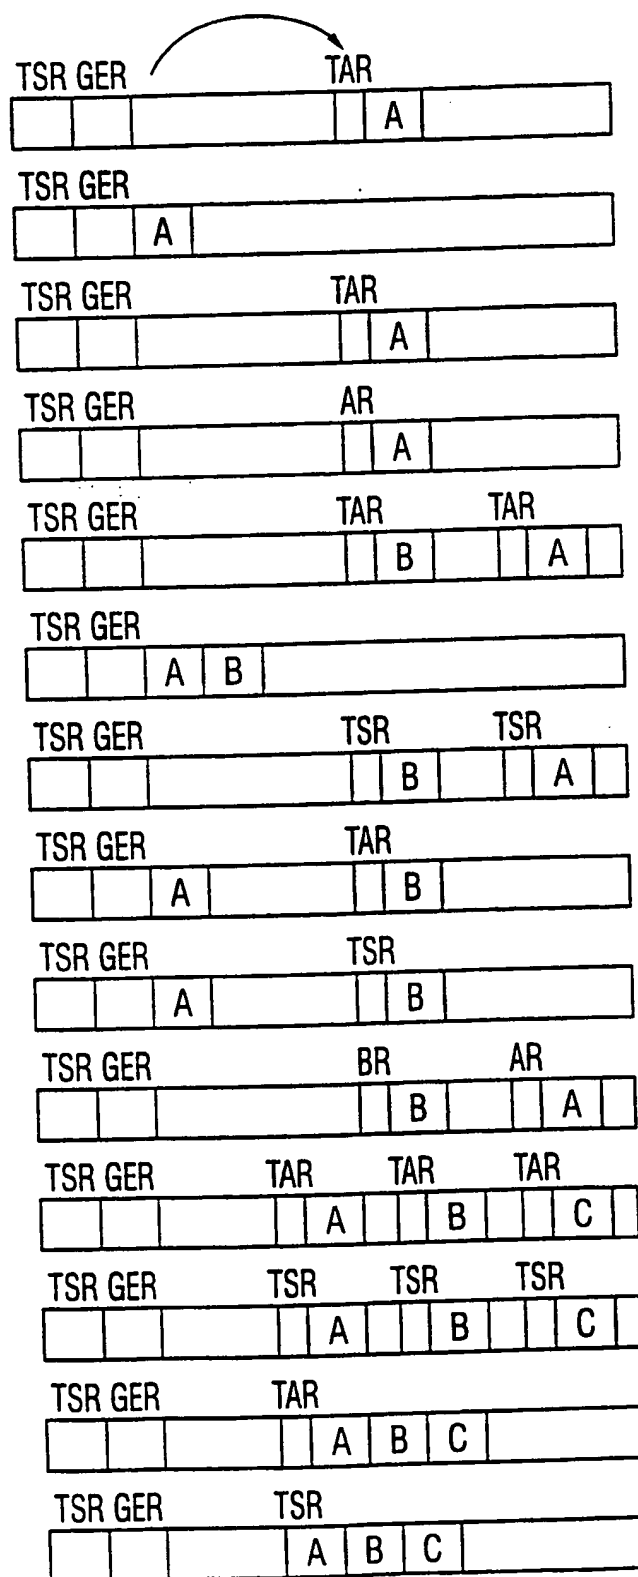 TSR GER TAR
A
TSR GER
A
TSR GER TAR
A
TSR GER AR
A
TSR GER TAR TAR
B A
TSR GER
A B
TSR GER TSR TSR
B A
TSR GER TAR
A B
TSR GER TSR
A B
TSR GER BR AR
B A
TSR GER TAR TAR TAR
A B C
TSR GER TSR TSR TSR
A B C
TSR GER TAR
A B C
TSR GER TSR
A B C